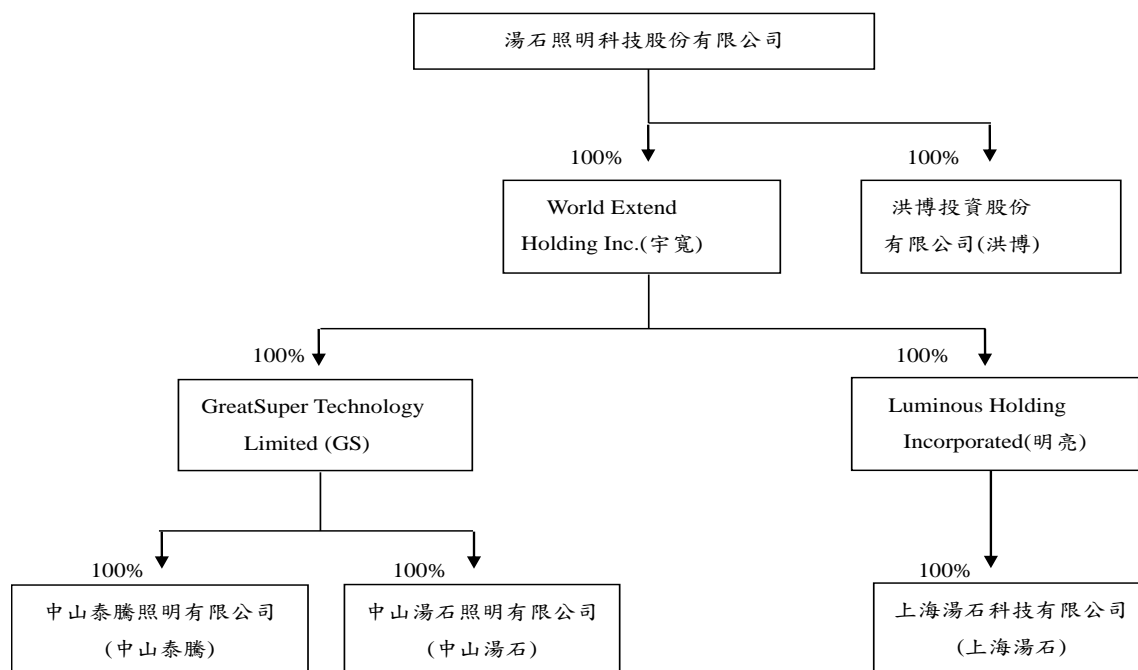 湯石照明科技股份有限公司
100%
100%
World Extend
Holding Inc.(宇寬)
洪博投資股份
有限公司(洪博)
100%
100%
GreatSuper Technology
Limited (GS)
Luminous Holding
Incorporated(明亮)
100%
100%
100%
中山泰騰照明有限公司
(中山泰騰)
中山湯石照明有限公司
(中山湯石)
上海湯石科技有限公司
(上海湯石)